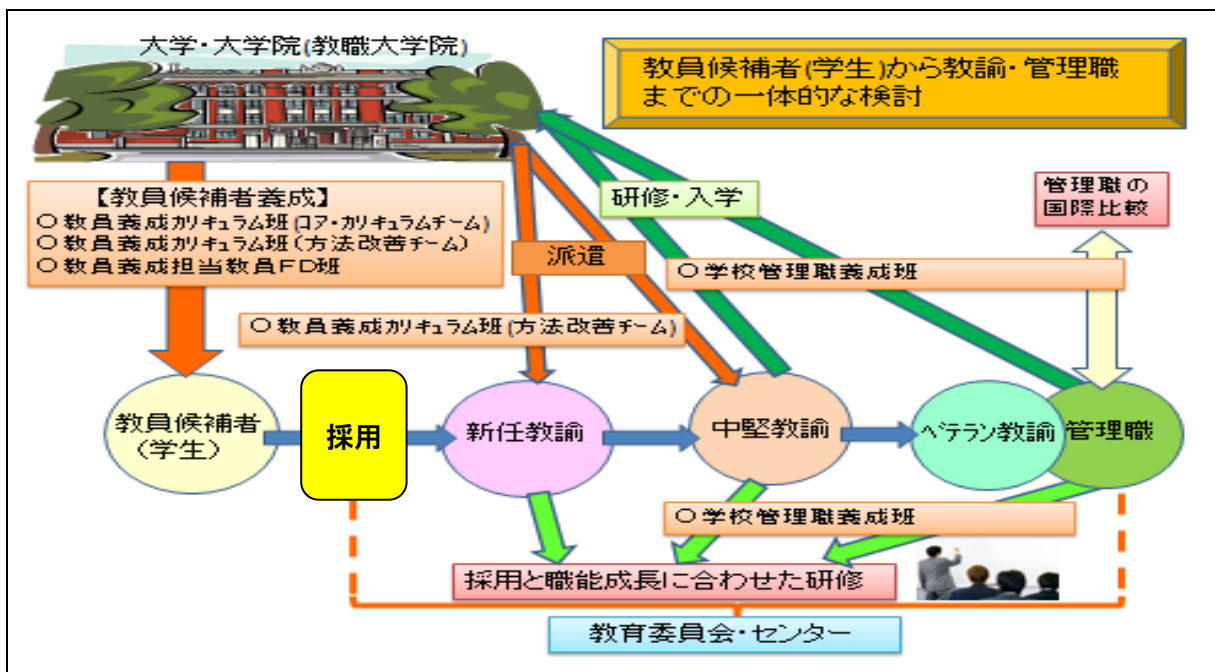 大学・大学院(教職大学院)
教員候補者(学生)から教諭・管理職
までの一体的な検討
【教員候補者養成】
○教員養成カリキュラム班(コア・カリキュラムチーム)
○教員養成カリキュラム班(方法改善チーム)
○教員養成担当教員FD班
研修・入学
管理職の
国際比較
派遣
○学校管理職養成班
○教員養成カリキュラム班(方法改善チーム)
教員候補者
(学生)
採用
新任教諭
中堅教諭
ベテラン教諭
管理職
○学校管理職養成班
採用と職能成長に合わせた研修
教育委員会・センター